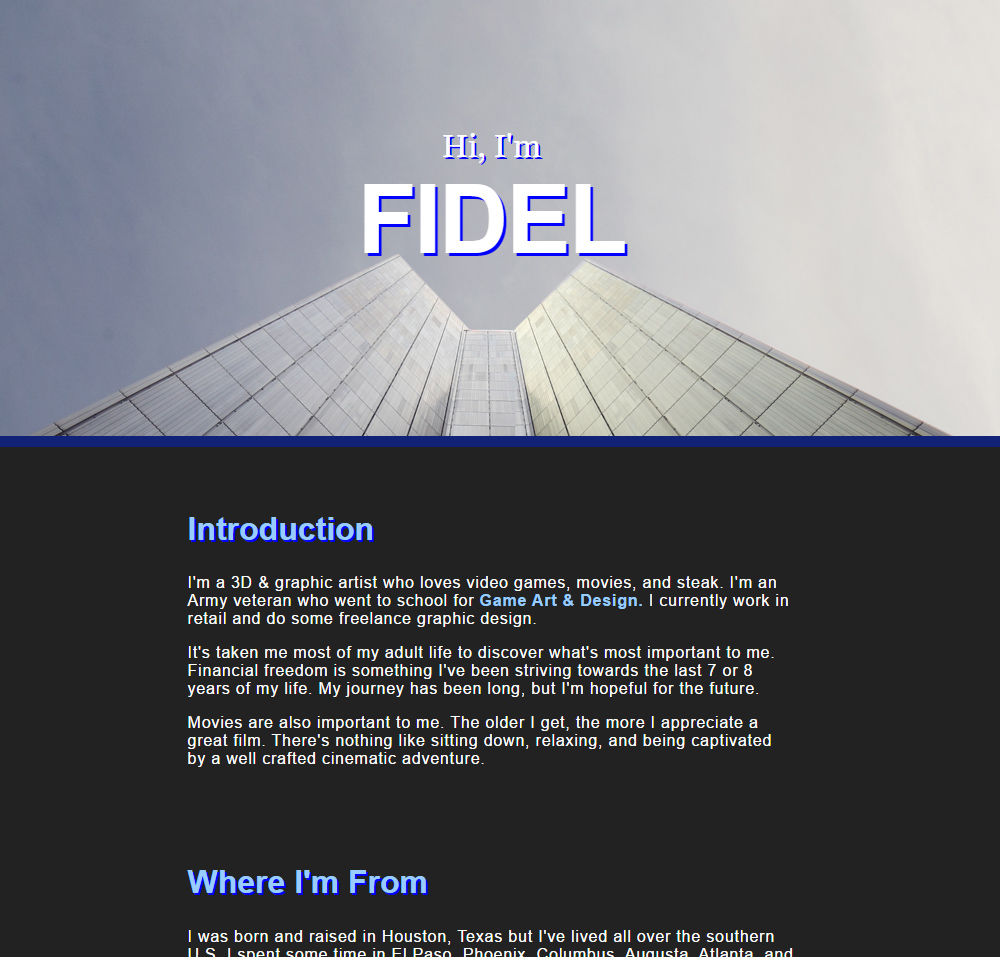 Hi, I'm
FIDEL
Introduction
I'm a 3D & graphic artist who loves video games, movies, and steak. I'm an
Army veteran who went to school for Game Art & Design. I currently work in
retail and do some freelance graphic design.
It's taken me most of my adult life to discover what's most important to me.
Financial freedom is something I've been striving towards the last 7 or 8
years of my life. My journey has been long, but I'm hopeful for the future.
Movies are also important to me. The older I get, the more I appreciate a
great film. There's nothing like sitting down, relaxing, and being captivated
by a well crafted cinematic adventure.
Where I'm From
I was born and raised in Houston, Texas but I've lived all over the southern
U.S. I spent some time in El Paso, Phoenix, Columbus, Augusta, Atlanta, and